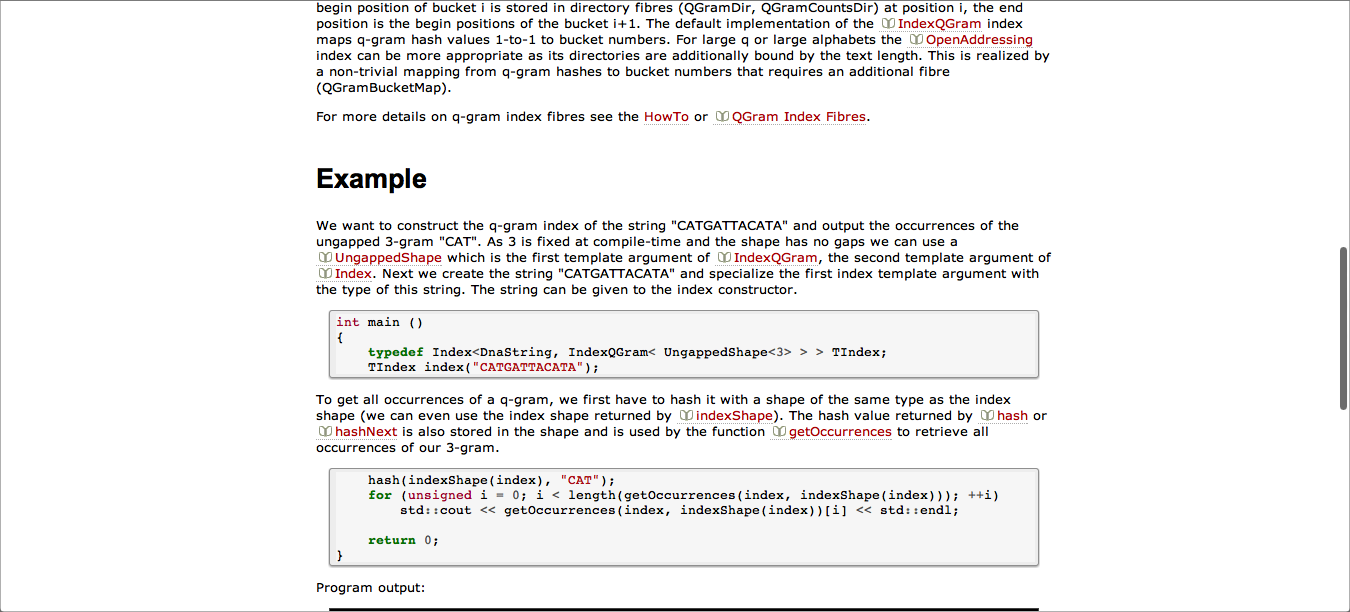 begin position of bucket i is stored in directory fibres (QGramDir, QGramCountsDir) at position i, the end
position is the begin positions of the bucket i+1. The default implementation of the IndexQGram index
maps q-gram hash values 1-to-1 to bucket numbers. For large q or large alphabets the OpenAddressing
index can be more appropriate as its directories are additionally bound by the text length. This is realized by
a non-trivial mapping from q-gram hashes to bucket numbers that requires an additional fibre
(QGramBucketMap).
For more details on q-gram index fibres see the HowTo or QGram Index Fibres.
Example
We want to construct the q-gram index of the string "CATGATTACATA" and output the occurrences of the
ungapped 3-gram "CAT". As 3 is fixed at compile-time and the shape has no gaps we can use a
UngappedShape which is the first template argument of IndexQGram, the second template argument of
Index. Next we create the string "CATGATTACATA" and specialize the first index template argument with
the type of this string. The string can be given to the index constructor.
int main ()
{
    typedef Index<DnaString, IndexQGram< UngappedShape<3> > > TIndex;
    TIndex index("CATGATTACATA");
To get all occurrences of a q-gram, we first have to hash it with a shape of the same type as the index
shape (we can even use the index shape returned by indexShape). The hash value returned by hash or
hashNext is also stored in the shape and is used by the function getOccurrences to retrieve all
occurrences of our 3-gram.
    hash(indexShape(index), "CAT");
    for (unsigned i = 0; i < length(getOccurrences(index, indexShape(index))); ++i)
        std::cout << getOccurrences(index, indexShape(index))[i] << std::endl;
    return 0;
}
Program output: